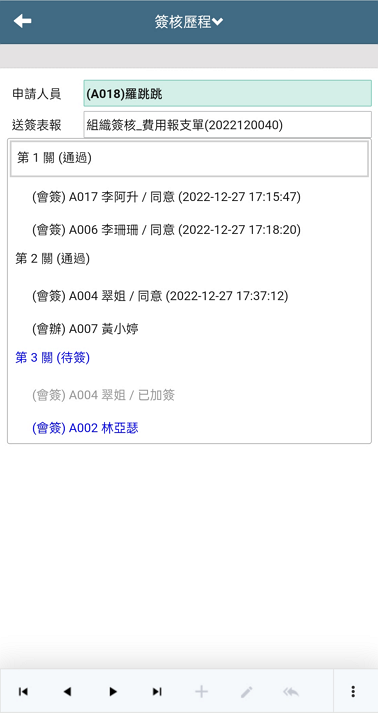 簽核歷程
申請人員 (A018)羅跳跳
送簽表報 組織簽核_費用報支單(2022120040)
第 1 關 (通過)
(會簽) A017 李阿升 / 同意 (2022-12-27 17:15:47)
(會簽) A006 李珊珊 / 同意 (2022-12-27 17:18:20)
第 2 關 (通過)
(會簽) A004 翠姐 / 同意 (2022-12-27 17:37:12)
(會辦) A007 黃小婷
第 3 關 (待簽)
(會簽) A004 翠姐 / 已加簽
(會簽) A002 林亞瑟